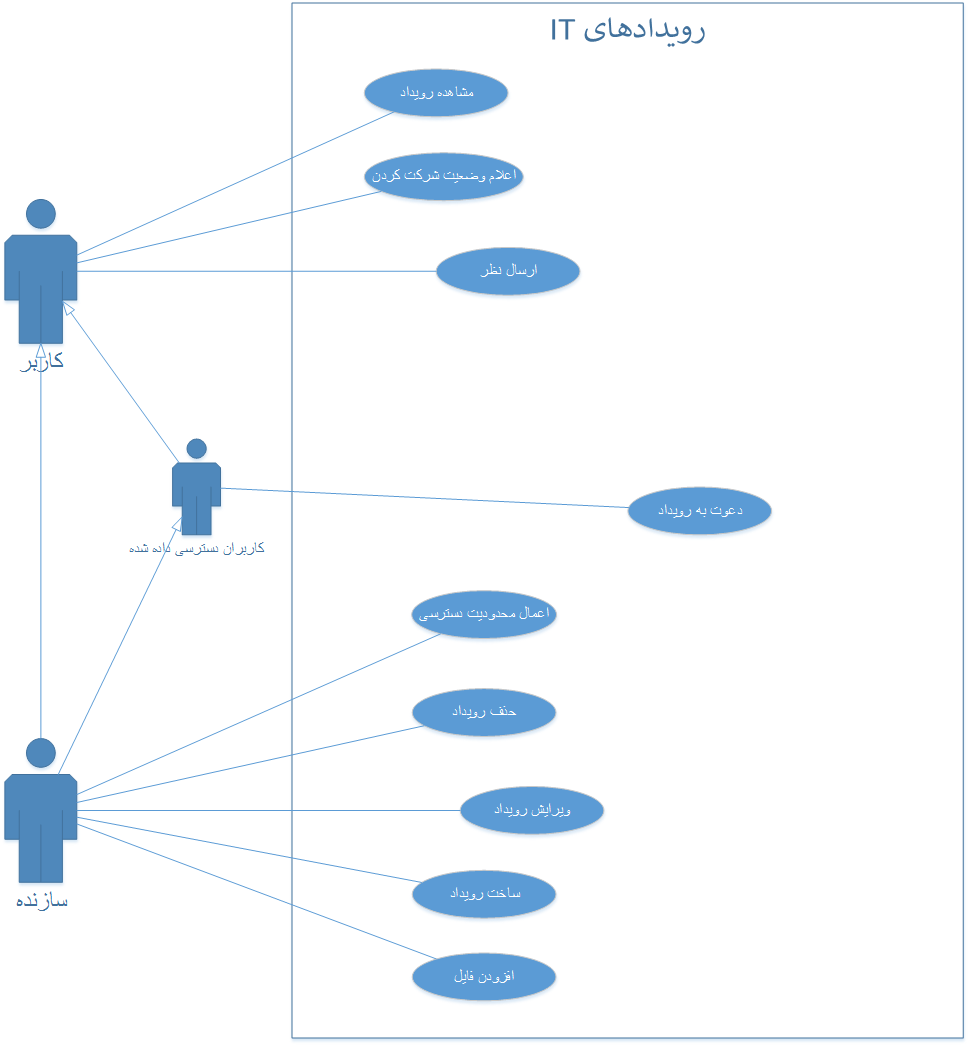 رویدادهای IT
مشاهده رویداد
اعلام وضعیت شرکت کردن
ارسال نظر
کاربر
دعوت به رویداد
کاربران دسترسی داده شده
اعمال محدودیت دسترسی
حذف رویداد
ویرایش رویداد
ساخت رویداد
سازنده
افزودن فایل